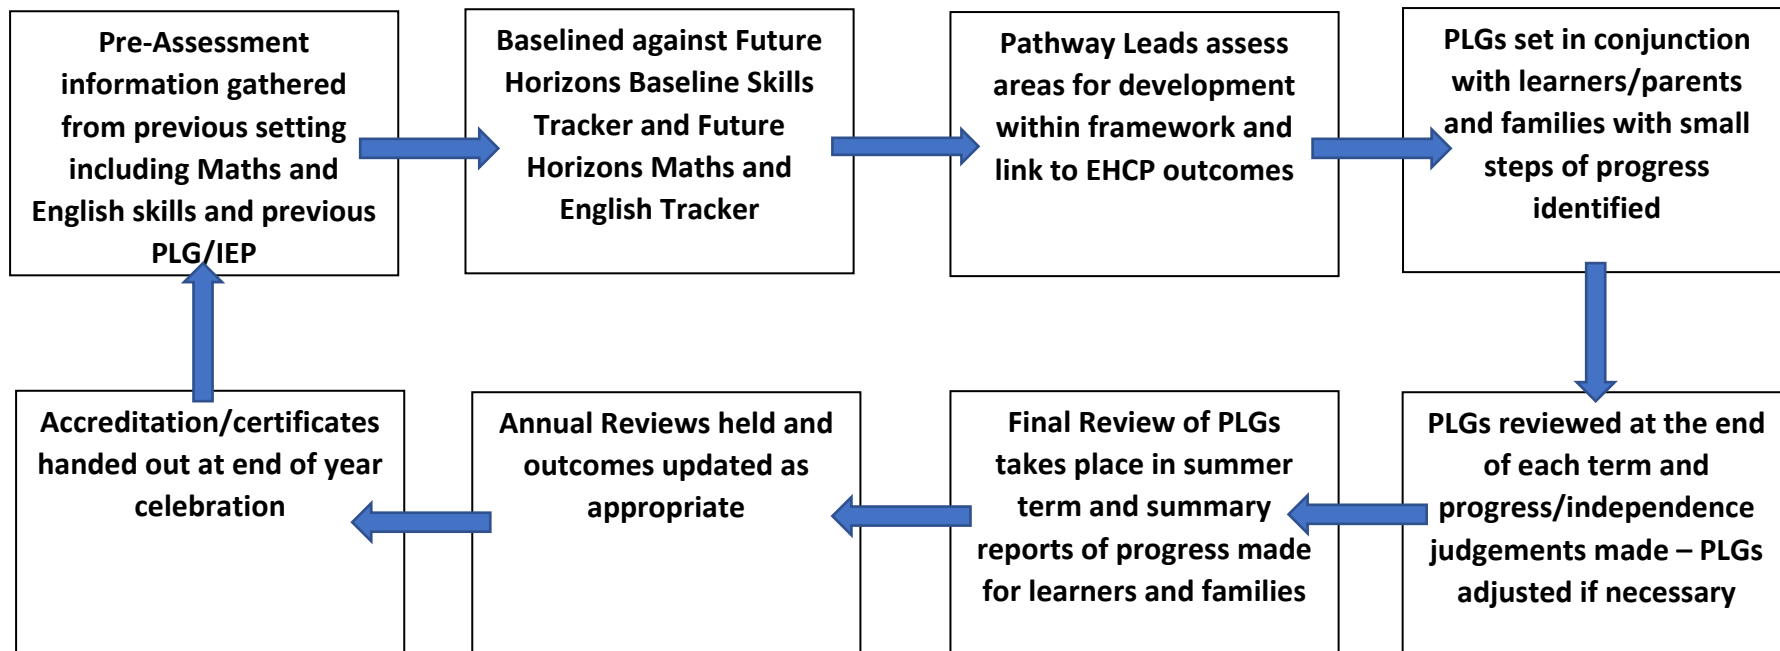 Pre-Assessment
information gathered
from previous setting
including Maths and
English skills and previous
PLG/IEP
Baselined against Future
Horizons Baseline Skills
Tracker and Future
Horizons Maths and
English Tracker
Pathway Leads assess
areas for development
within framework and
link to EHCP outcomes
PLGs set in conjunction
with learners/parents
and families with small
steps of progress
identified
PLGs reviewed at the end
of each term and
progress/independence
judgements made – PLGs
adjusted if necessary
Final Review of PLGs
takes place in summer
term and summary
reports of progress made
for learners and families
Annual Reviews held and
outcomes updated as
appropriate
Accreditation/certificates
handed out at end of year
celebration